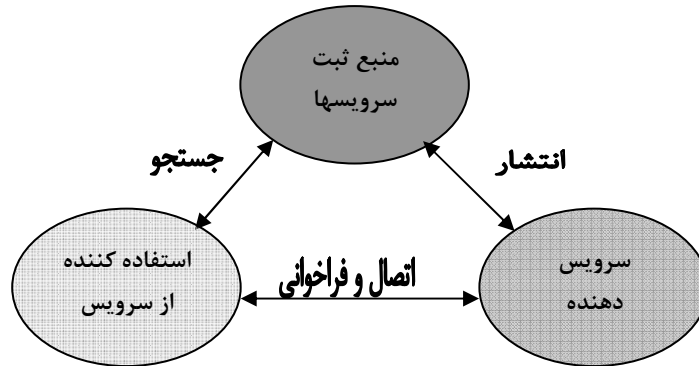 منبع ثبت
سرویسها
جستجو
انتشار
استفاده کننده
از سرویس
اتصال و فراخوانی
سرویس
دهنده